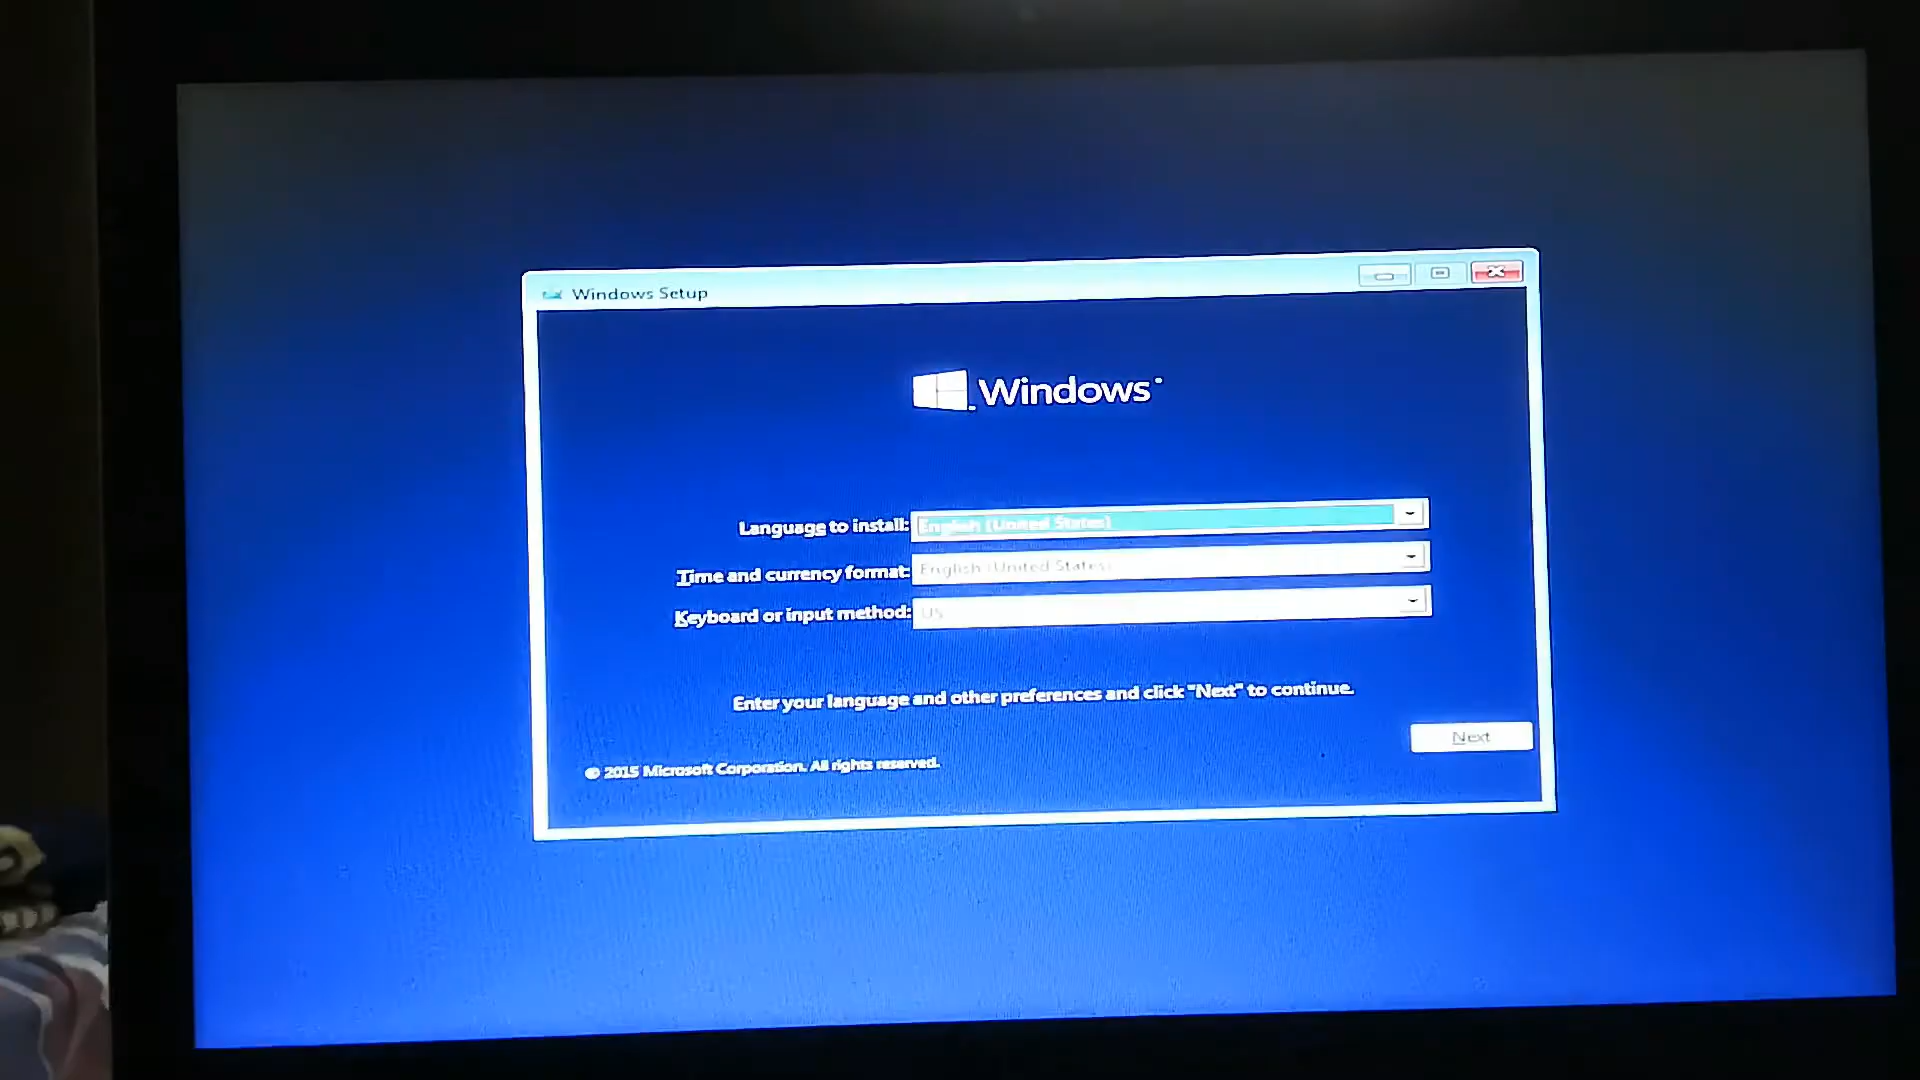 Windows Setup
Windows
Language to install: English (United States)
Time and currency format: English (United States)
Keyboard or input method: US
Enter your language and other preferences and click "Next" to continue.
Next
© 2015 Microsoft Corporation. All rights reserved.